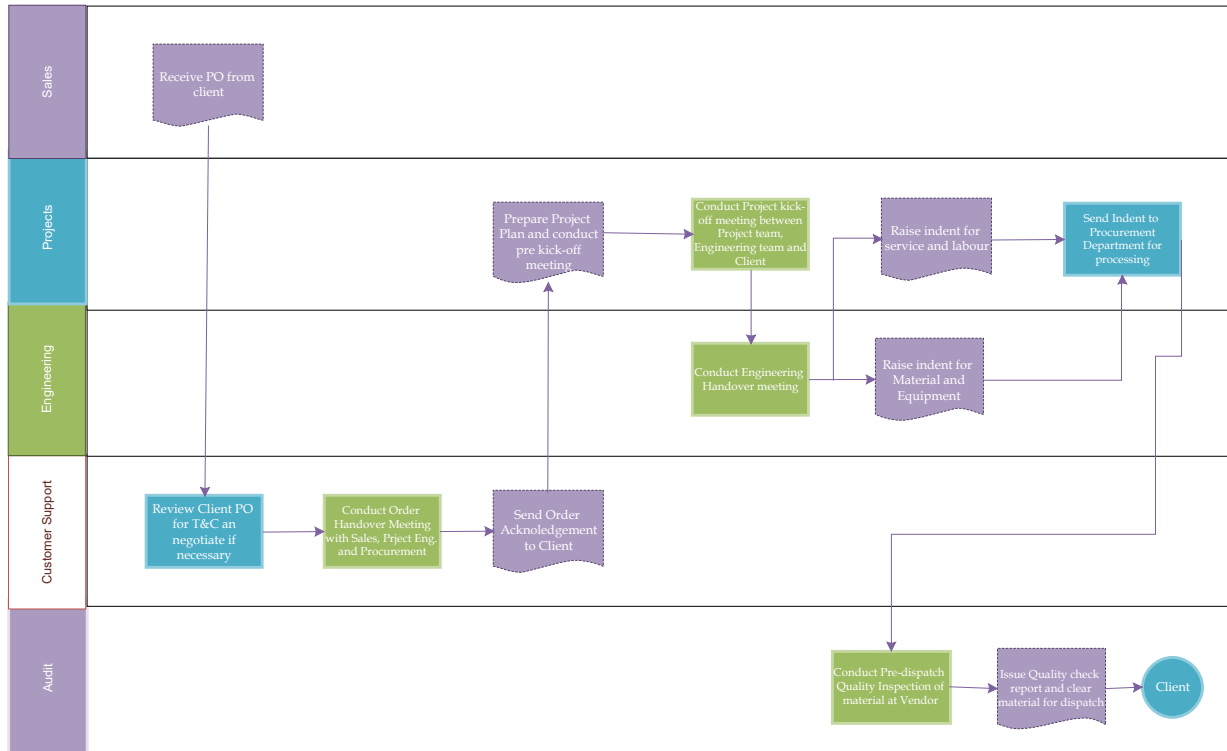 Sales
Receive PO from
client
Projects
Prepare Project
Plan and conduct
pre kick-off
meeting
Conduct Project kick-
off meeting between
Project team,
Engineering team and
Client
Raise indent for
service and labour
Send Indent to
Procurement
Department for
processing
Engineering
Conduct Engineering
Handover meeting
Raise indent for
Material and
Equipment
Customer Support
Review Client PO
for T&C an
negotiate if
necessary
Conduct Order
Handover Meeting
with Sales, Prject Eng.
and Procurement
Send Order
Acknoledgement
to Client
Audit
Conduct Pre-dispatch
Quality Inspection of
material at Vendor
Issue Quality check
report and clear
material for dispatch
Client